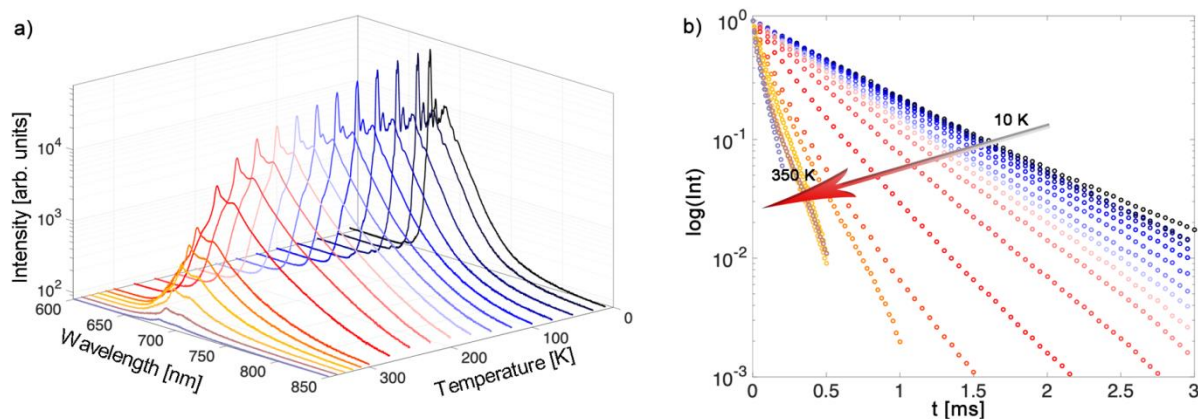 a)
Intensity [arb. units]
10⁴
10³
10²
600
650
700
750
800
850
Wavelength [nm]
300
200
100
0
Temperature [K]
b)
log(Int)
10⁰
10⁻¹
10⁻²
10⁻³
10 K
350 K
0 0.5 1 1.5 2 2.5 3
t [ms]